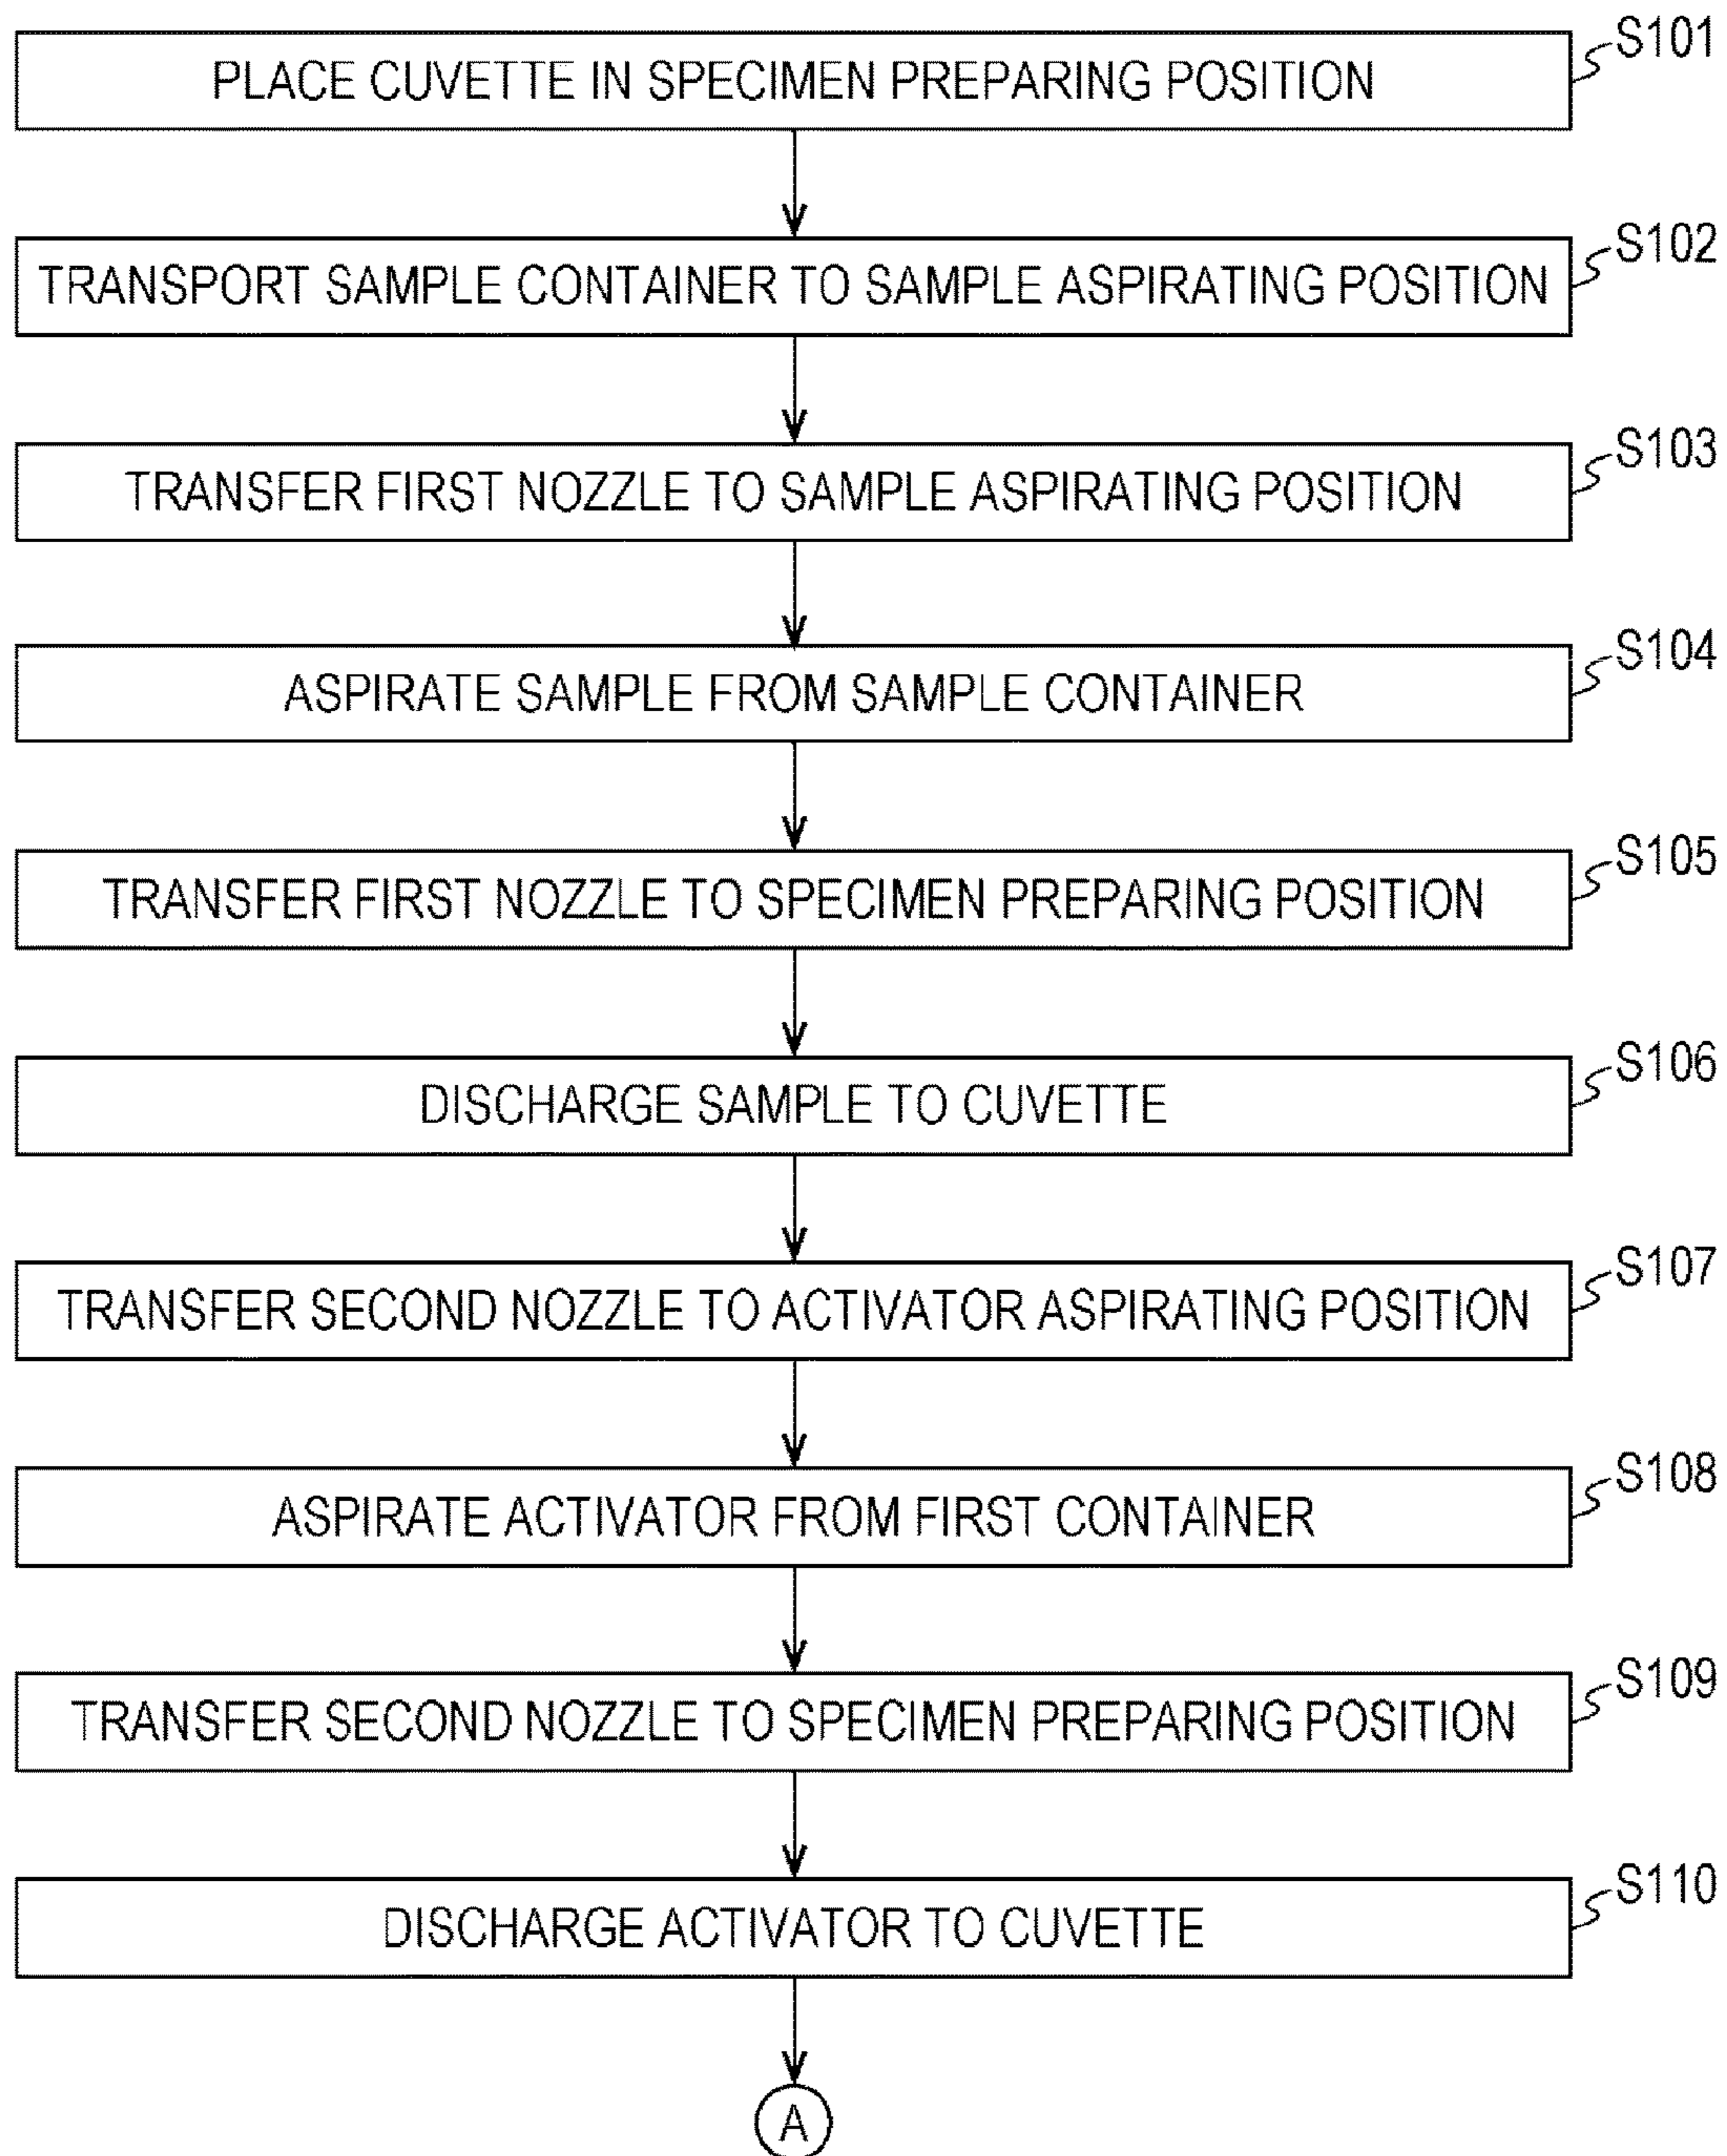 S101
PLACE CUVETTE IN SPECIMEN PREPARING POSITION
S102
TRANSPORT SAMPLE CONTAINER TO SAMPLE ASPIRATING POSITION
S103
TRANSFER FIRST NOZZLE TO SAMPLE ASPIRATING POSITION
S104
ASPIRATE SAMPLE FROM SAMPLE CONTAINER
S105
TRANSFER FIRST NOZZLE TO SPECIMEN PREPARING POSITION
S106
DISCHARGE SAMPLE TO CUVETTE
S107
TRANSFER SECOND NOZZLE TO ACTIVATOR ASPIRATING POSITION
S108
ASPIRATE ACTIVATOR FROM FIRST CONTAINER
S109
TRANSFER SECOND NOZZLE TO SPECIMEN PREPARING POSITION
S110
DISCHARGE ACTIVATOR TO CUVETTE
A